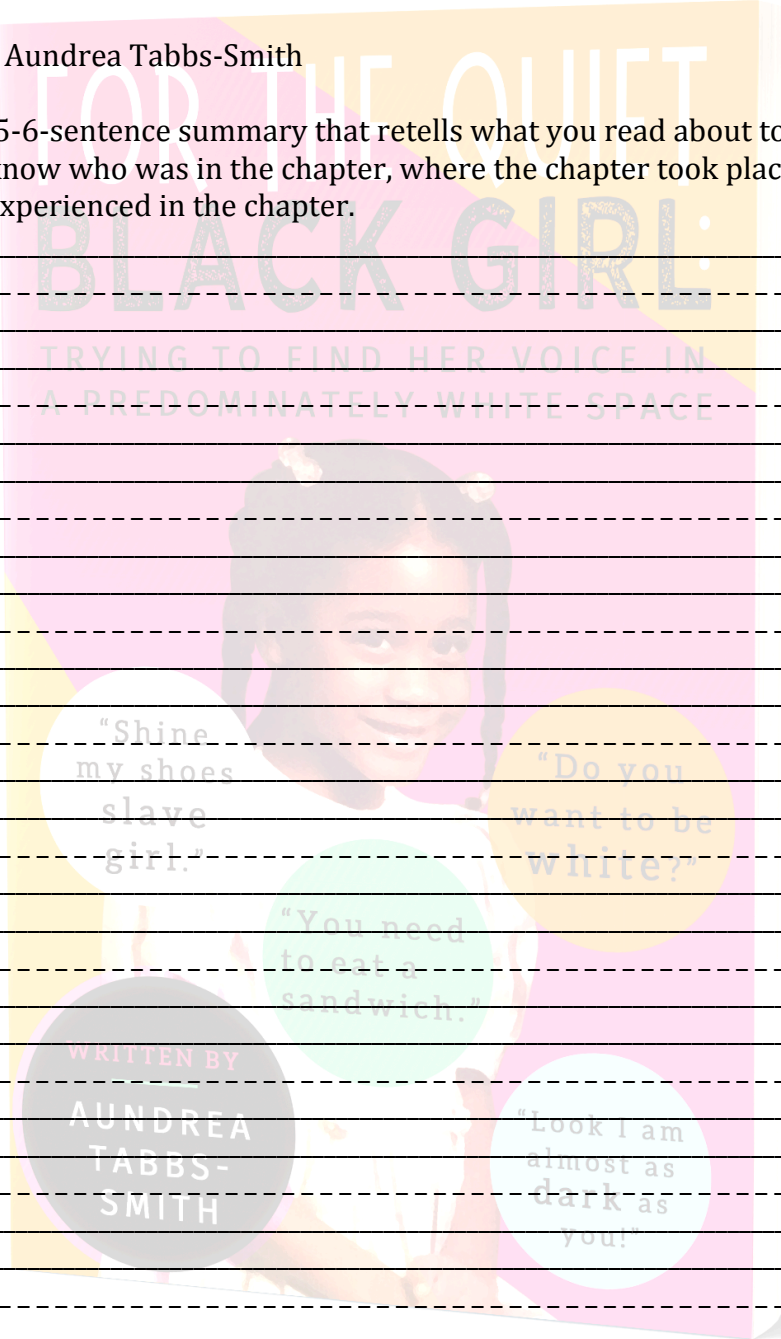 Aundrea Tabbs-Smith
5-6-sentence summary that retells what you read about to
now who was in the chapter, where the chapter took plac
xperienced in the chapter.
FOR THE QUIET
BLACK GIRL:
TRYING TO FIND HER VOICE IN
A PREDOMINATELY WHITE SPACE
"Shine
my shoes
slave
girl."
"Do you
want to be
white?"
"You need
to eat a
sandwich."
WRITTEN BY
AUNDREA
TABBS-
SMITH
"Look I am
almost as
dark as
you!"